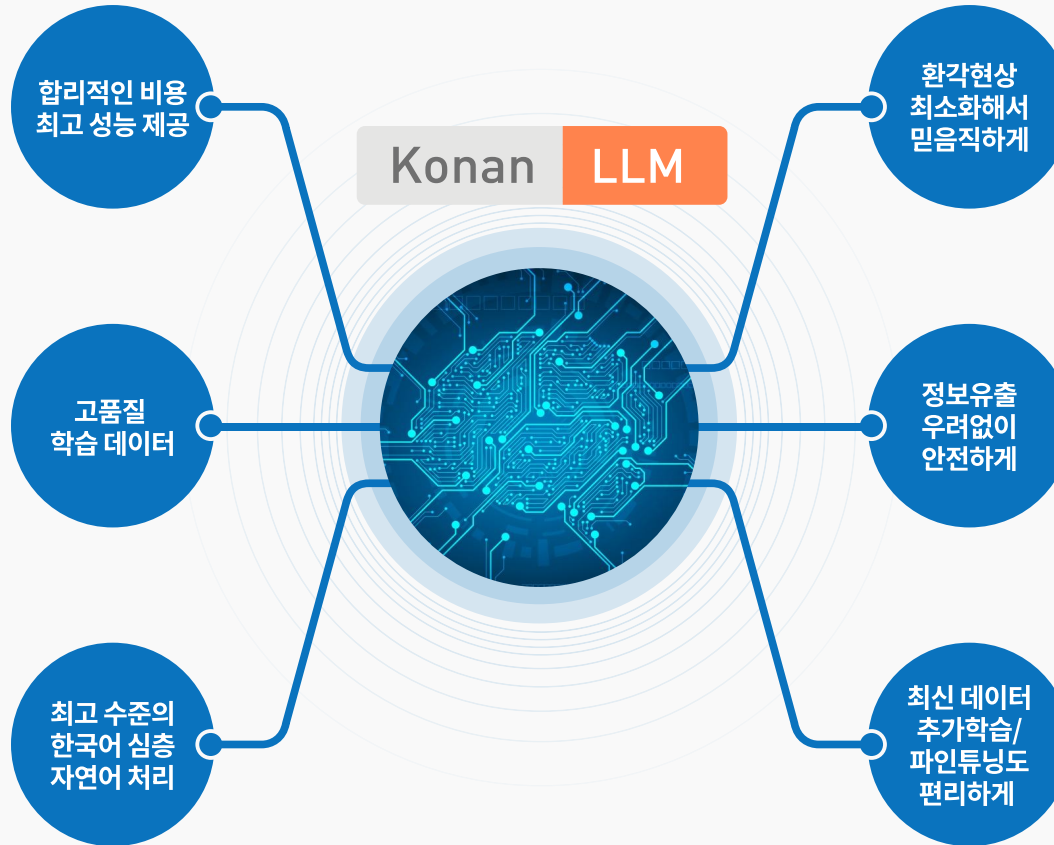 합리적인 비용
최고 성능 제공
고품질
학습 데이터
최고 수준의
한국어 심층
자연어 처리
Konan LLM
환각현상
최소화해서
믿음직하게
정보유출
우려없이
안전하게
최신 데이터
추가학습/
파인튜닝도
편리하게